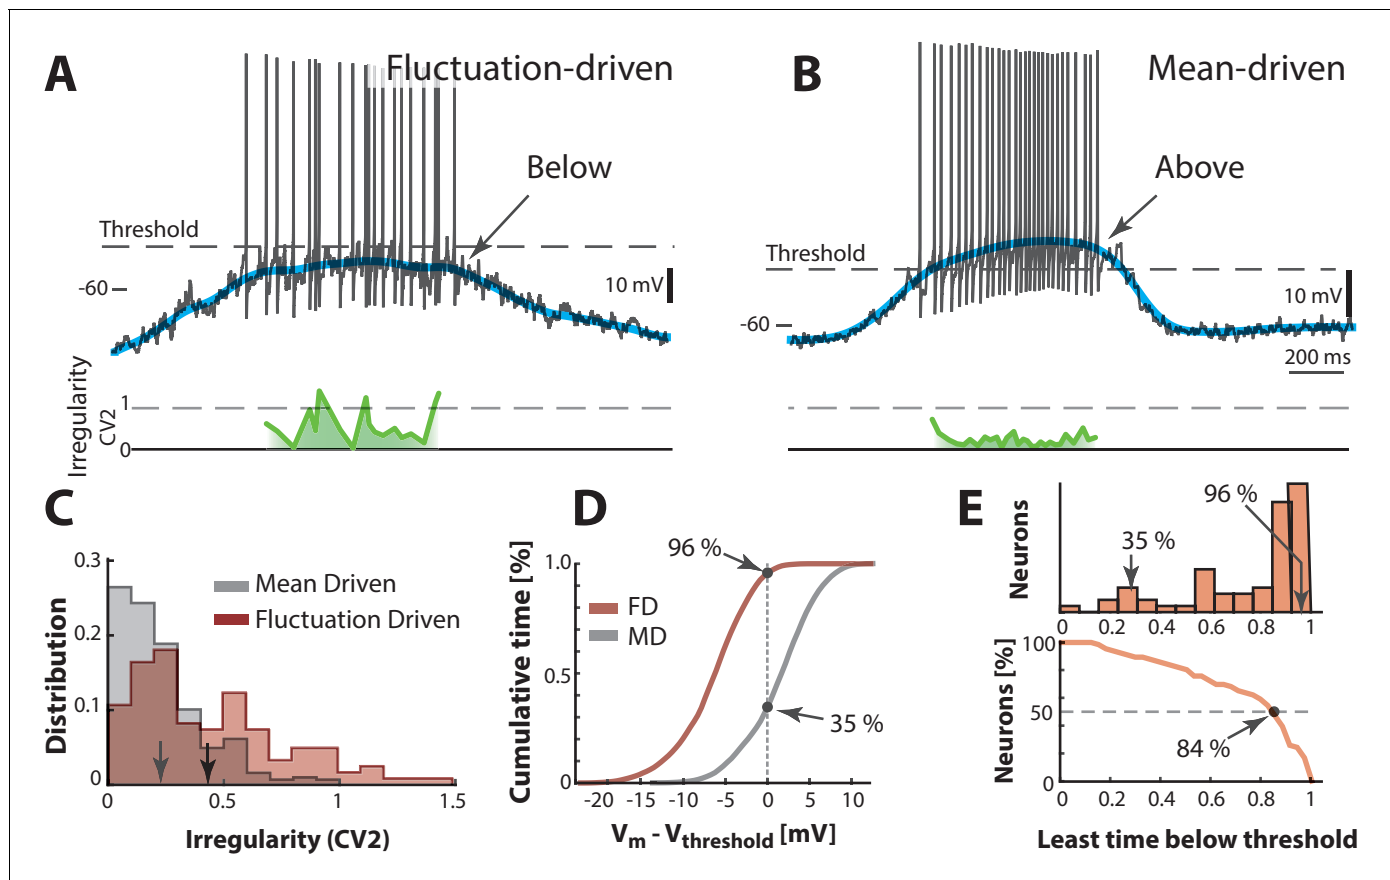 A
Fluctuation-driven
Below
Threshold
-60
10 mV
Irregularity
CV2
1
0
B
Mean-driven
Above
Threshold
-60
10 mV
200 ms
C
0.3
0.2
0.1
0
Distribution
Mean Driven
Fluctuation Driven
0
0.5
1
1.5
Irregularity (CV2)
D
96 %
1.0
0.5
0
Cumulative time [%]
FD
MD
35 %
-20
-15
-10
-5
0
5
10
Vm - Vthreshold [mV]
E
Neurons
35 %
96 %
0
0.2
0.4
0.6
0.8
1
Neurons [%]
100
50
0
84 %
0
0.2
0.4
0.6
0.8
1
Least time below threshold